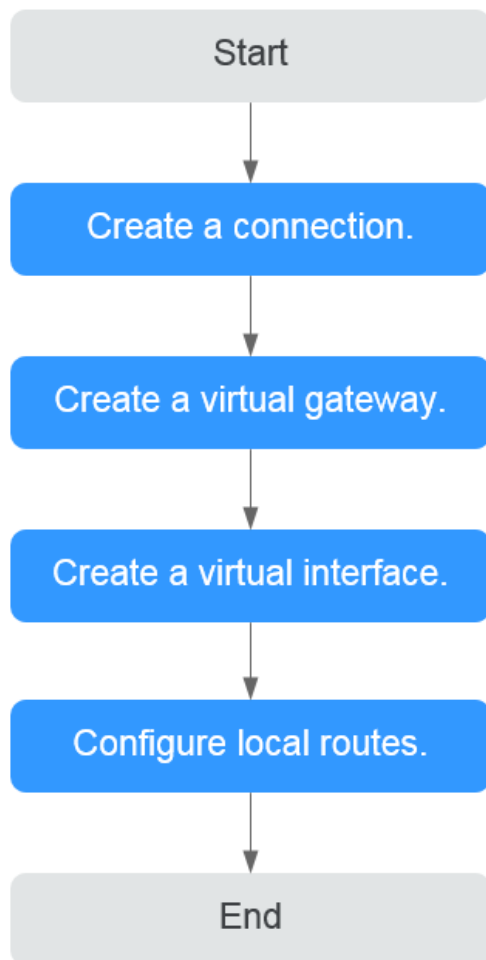 Start
Create a connection.
Create a virtual gateway.
Create a virtual interface.
Configure local routes.
End